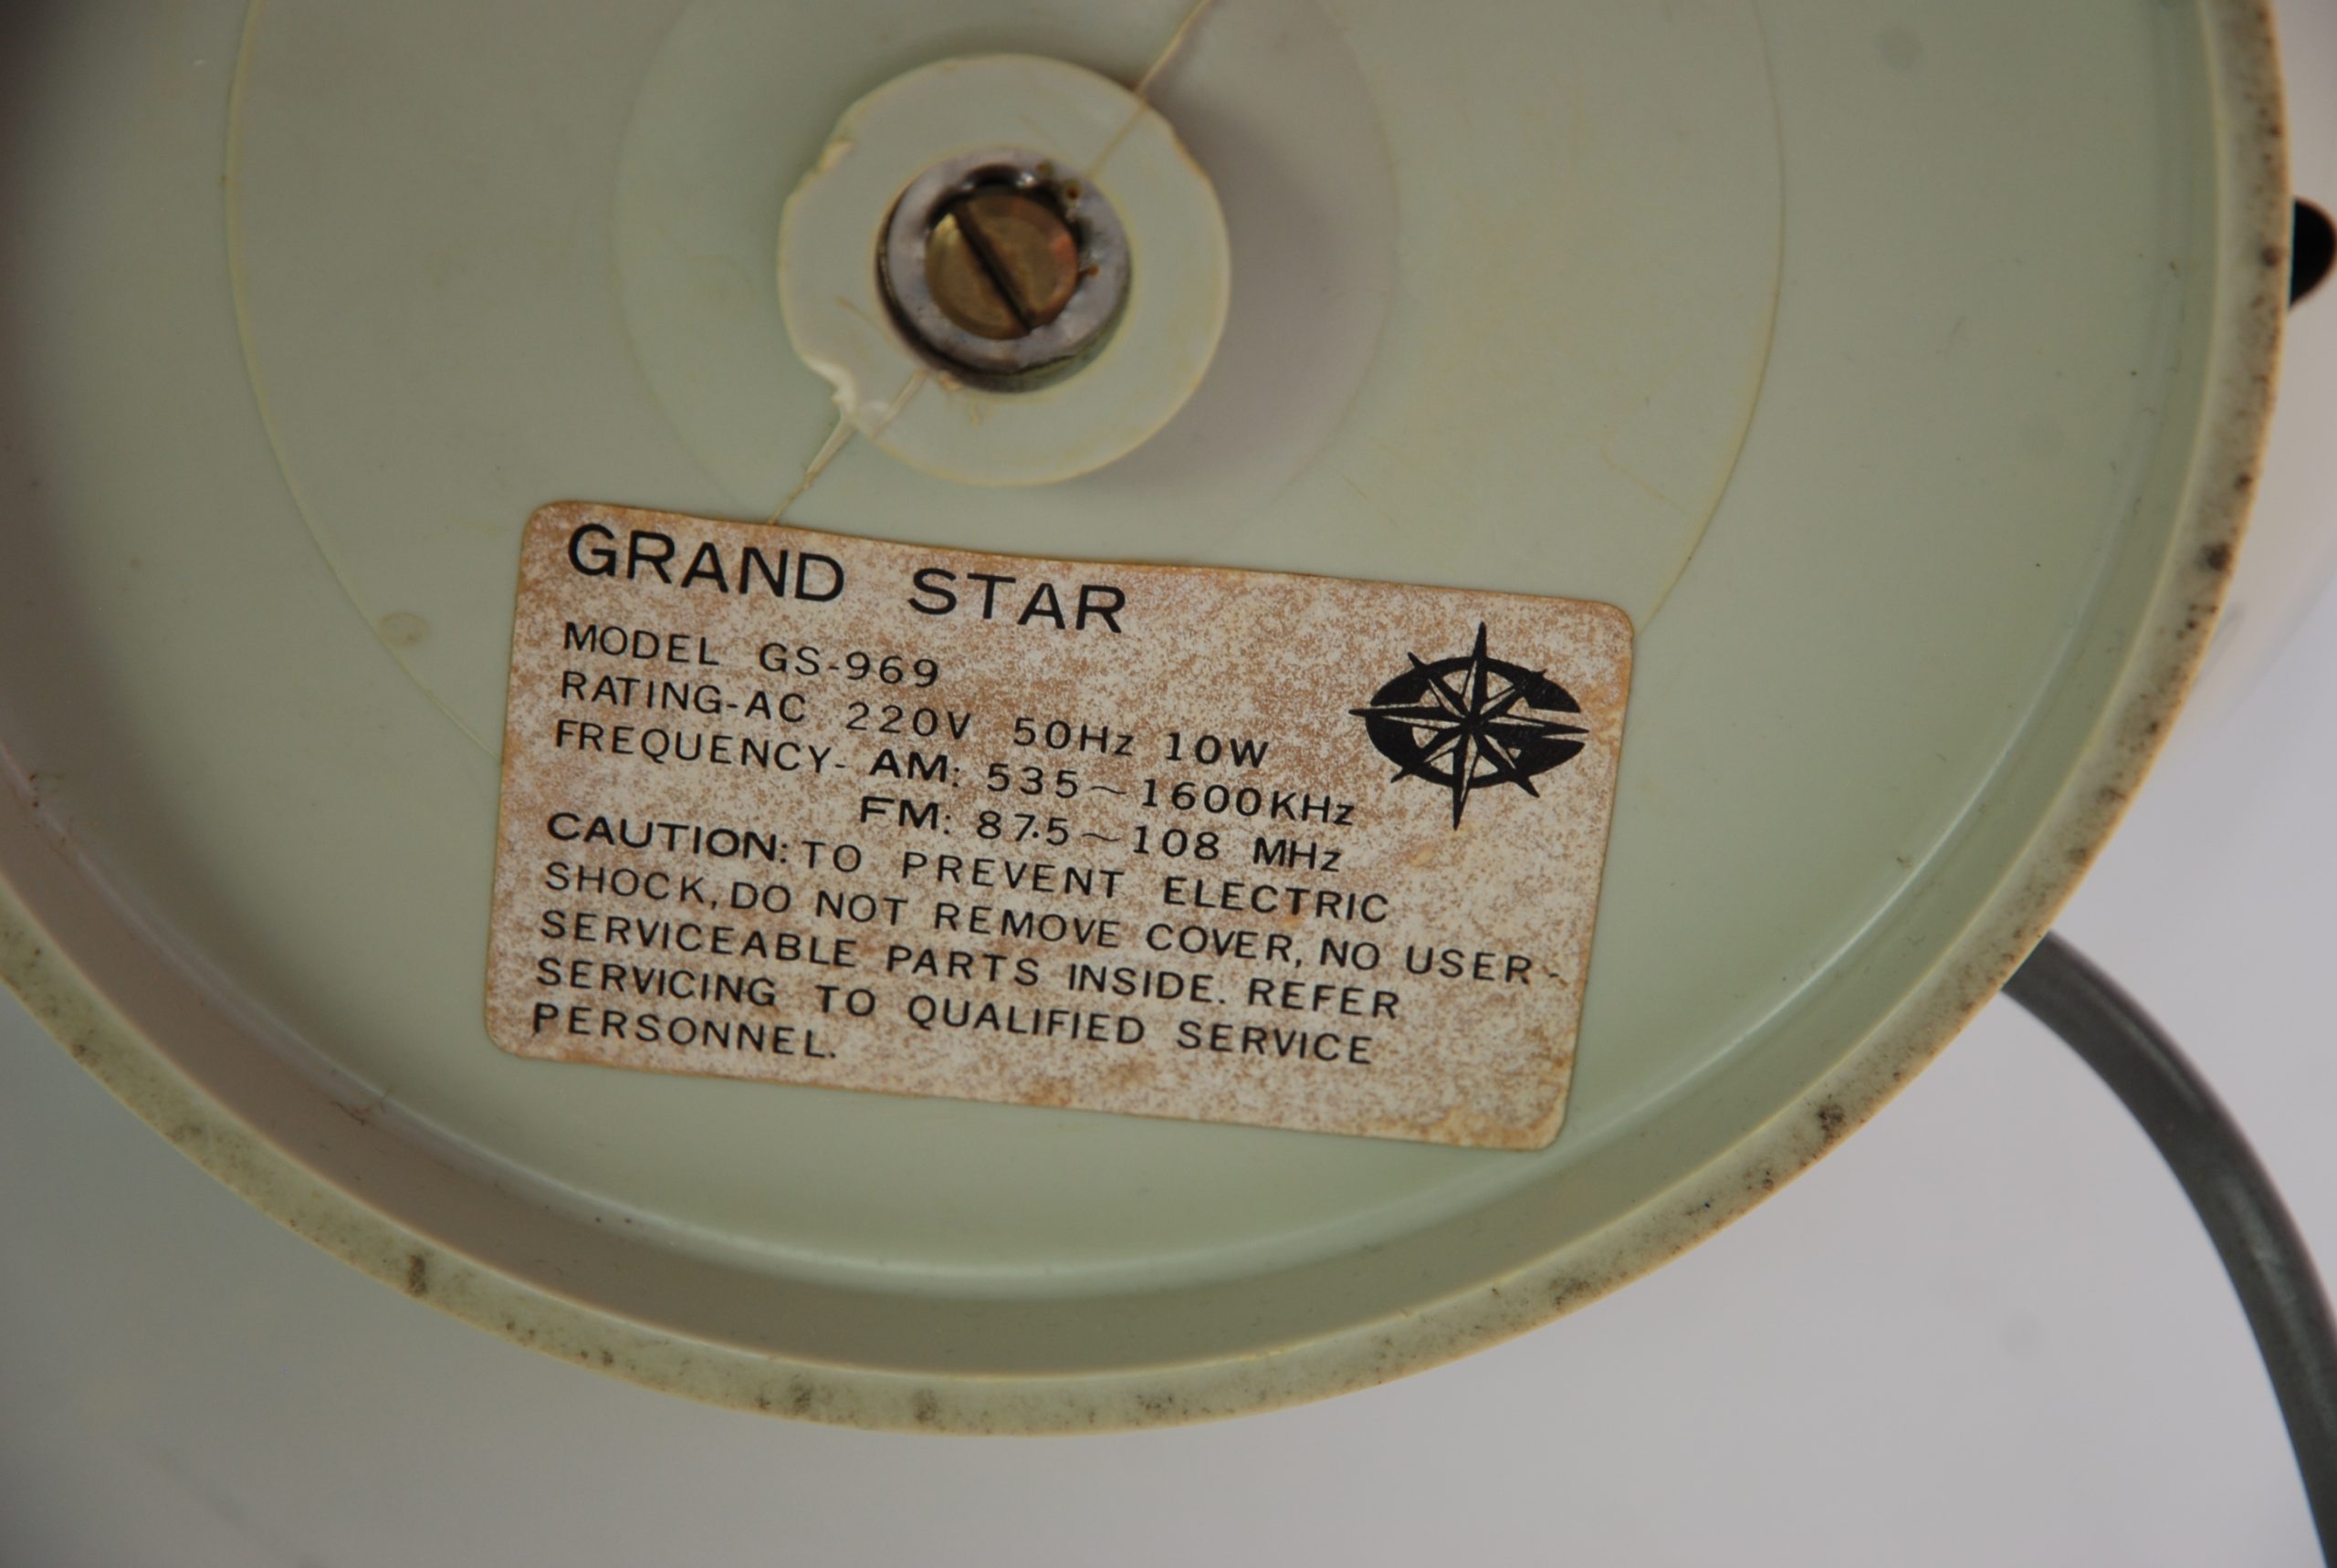 GRAND STAR
MODEL GS-969
RATING-AC 220V 50Hz 10W
FREQUENCY- AM: 535~1600KHz
FM: 87.5~108 MHz
CAUTION: TO PREVENT ELECTRIC
SHOCK, DO NOT REMOVE COVER, NO USER-
SERVICEABLE PARTS INSIDE. REFER
SERVICING TO QUALIFIED SERVICE
PERSONNEL.